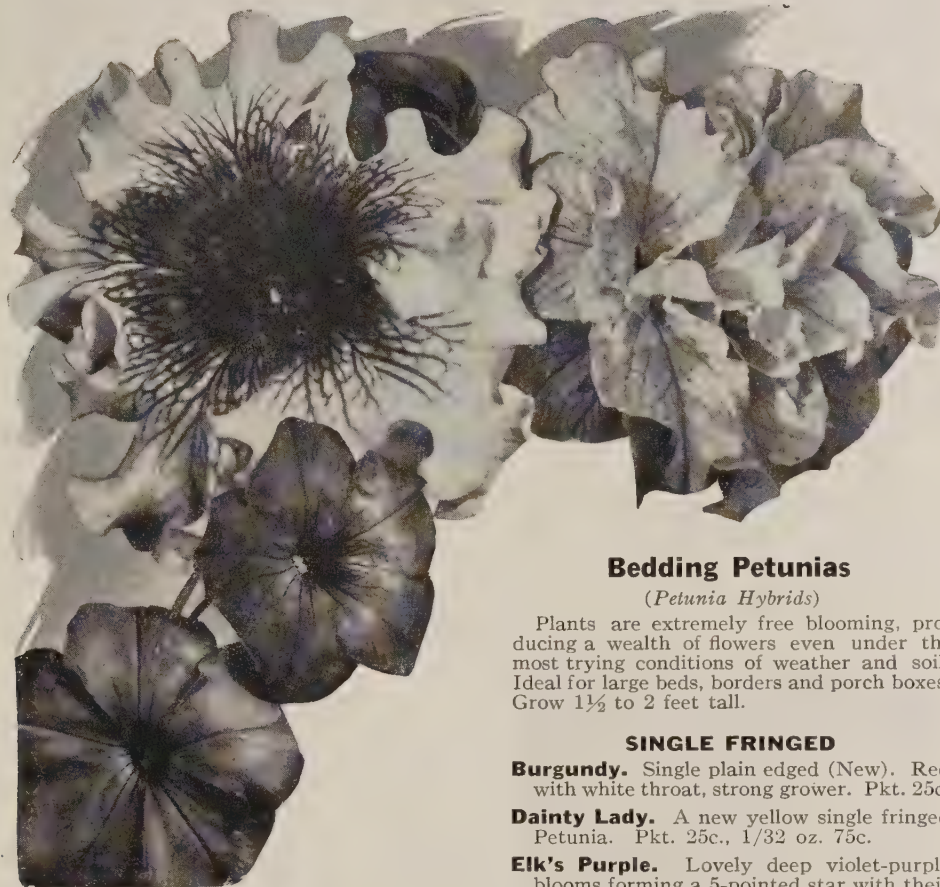 Bedding Petunias
(Petunia Hybrids)
Plants are extremely free blooming, pro
ducing a wealth of flowers even under th
most trying conditions of weather and soil
Ideal for large beds, borders and porch boxes
Grow 1½ to 2 feet tall.
SINGLE FRINGED
Burgundy. Single plain edged (New). Re
with white throat, strong grower. Pkt. 25c
Dainty Lady. A new yellow single fringed
Petunia. Pkt. 25c., 1/32 oz. 75c.
Elk's Purple. Lovely deep violet-purpl
blooms forming a 5-pointed star with thei